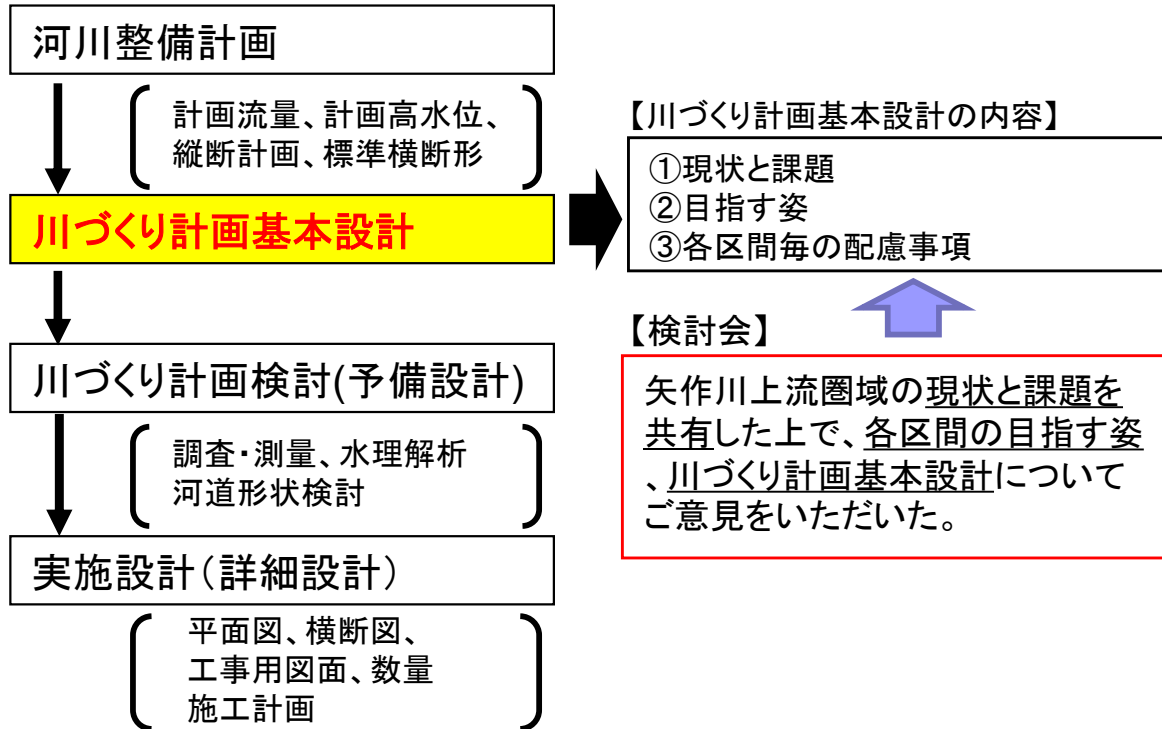 河川整備計画
計画流量、計画高水位、
縦断計画、標準横断形
川づくり計画基本設計
川づくり計画検討(予備設計)
調査・測量、水理解析
河道形状検討
実施設計（詳細設計）
平面図、横断図、
工事用図面、数量
施工計画
【川づくり計画基本設計の内容】
①現状と課題
②目指す姿
③各区間毎の配慮事項
【検討会】
矢作川上流圏域の現状と課題を
共有した上で、各区間の目指す姿
、川づくり計画基本設計について
ご意見をいただいた。